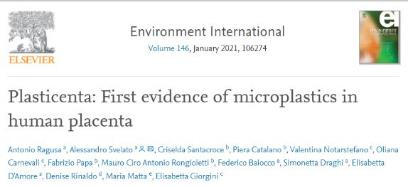 ELSEVIER
Environment International
Volume 146, January 2021, 106274
Plasticenta: First evidence of microplastics in
human placenta
Antonio Ragusa a, Alessandro Svelato a, Criselda Santacroce b, Piera Catalano b, Valentina Notarstefano c, Oliana
Carnevali c, Fabrizio Papa b, Mauro Ciro Antonio Rongioletti b, Federico Baiocco a, Simonetta Draghi a, Elisabetta
D'Amore a, Denise Rinaldo d, Maria Matta e, Elisabetta Giorgini c